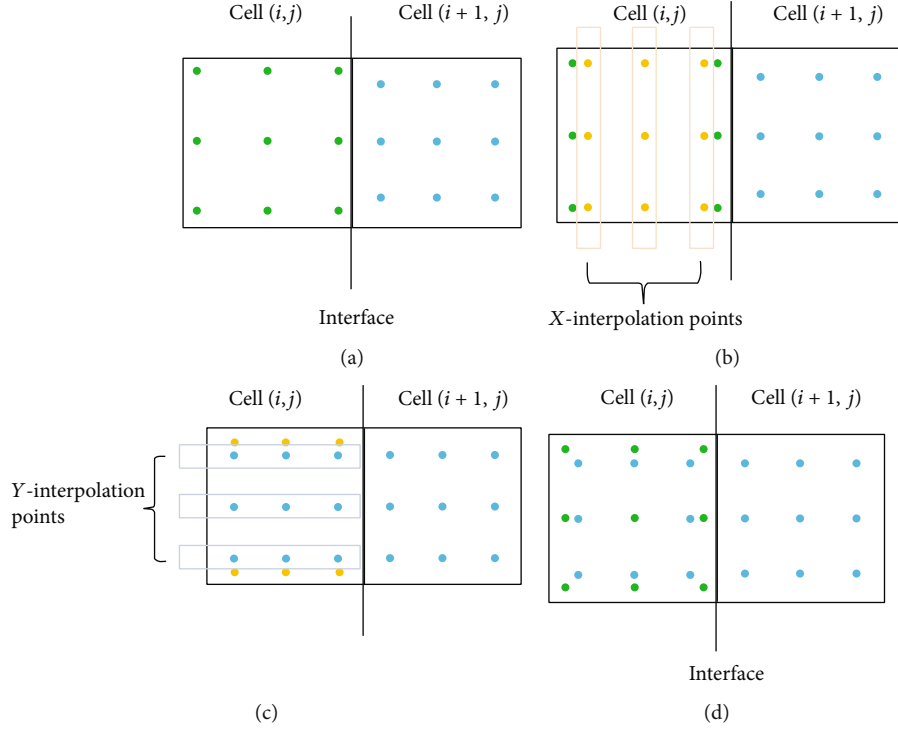 Cell (i,j) Cell (i + 1, j)
Interface
(a)
Cell (i,j) Cell (i + 1, j)
X-interpolation points
(b)
Cell (i,j) Cell (i + 1, j)
Y-interpolation
points
(c)
Cell (i,j) Cell (i + 1, j)
Interface
(d)